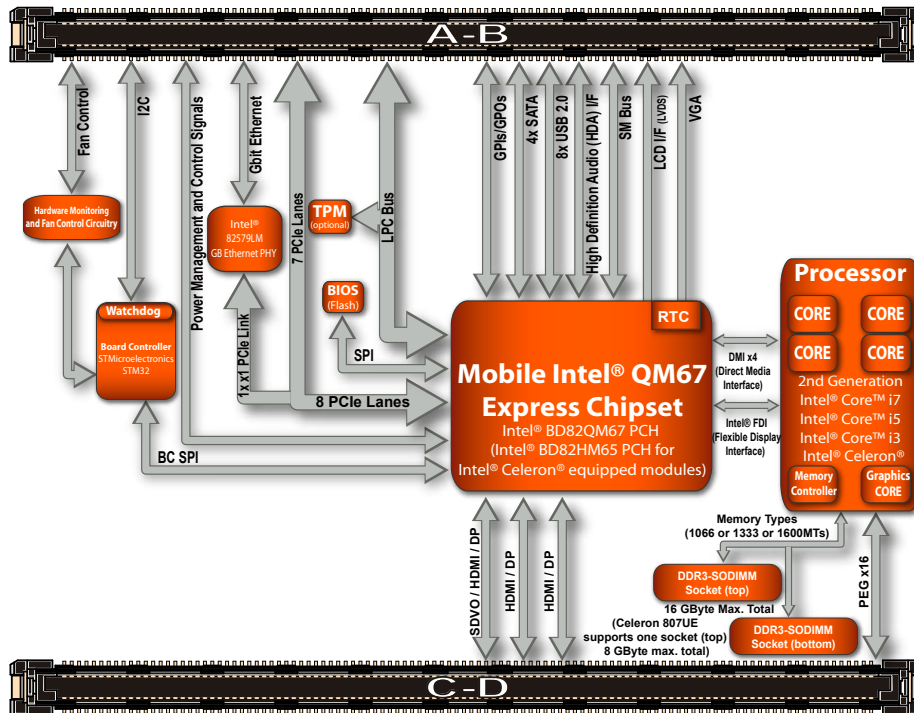 A-B
Fan Control
I2C
Power Management and Control Signals
Gbit Ethernet
7 PCIe Lanes
LPC Bus
GPIs/GPOs
4x SATA
8x USB 2.0
High Definition Audio (HDA) I/F
SM Bus
LCD I/F (LVDS)
VGA
Hardware Monitoring
and Fan Control Circuitry
Intel®
82579LM
GB Ethernet PHY
TPM
(optional)
BIOS
(Flash)
SPI
Watchdog
Board Controller
STMicroelectronics
STM32
1x x1 PCIe Link
8 PCIe Lanes
BC SPI
RTC
Mobile Intel® QM67
Express Chipset
Intel® BD82QM67 PCH
(Intel® BD82HM65 PCH for
Intel® Celeron® equipped modules)
DMI x4
(Direct Media
Interface)
Intel® FDI
(Flexible Display
Interface)
Processor
CORE
CORE
CORE
CORE
2nd Generation
Intel® Core™ i7
Intel® Core™ i5
Intel® Core™ i3
Intel® Celeron®
Memory
Controller
Graphics
CORE
Memory Types
(1066 or 1333 or 1600MTs)
DDR3-SODIMM
Socket (top)
16 GByte Max. Total
(Celeron 807UE
supports one socket (top)
8 GByte max. total)
DDR3-SODIMM
Socket (bottom)
PEG x16
SDVO / HDMI / DP
HDMI / DP
HDMI / DP
C-D